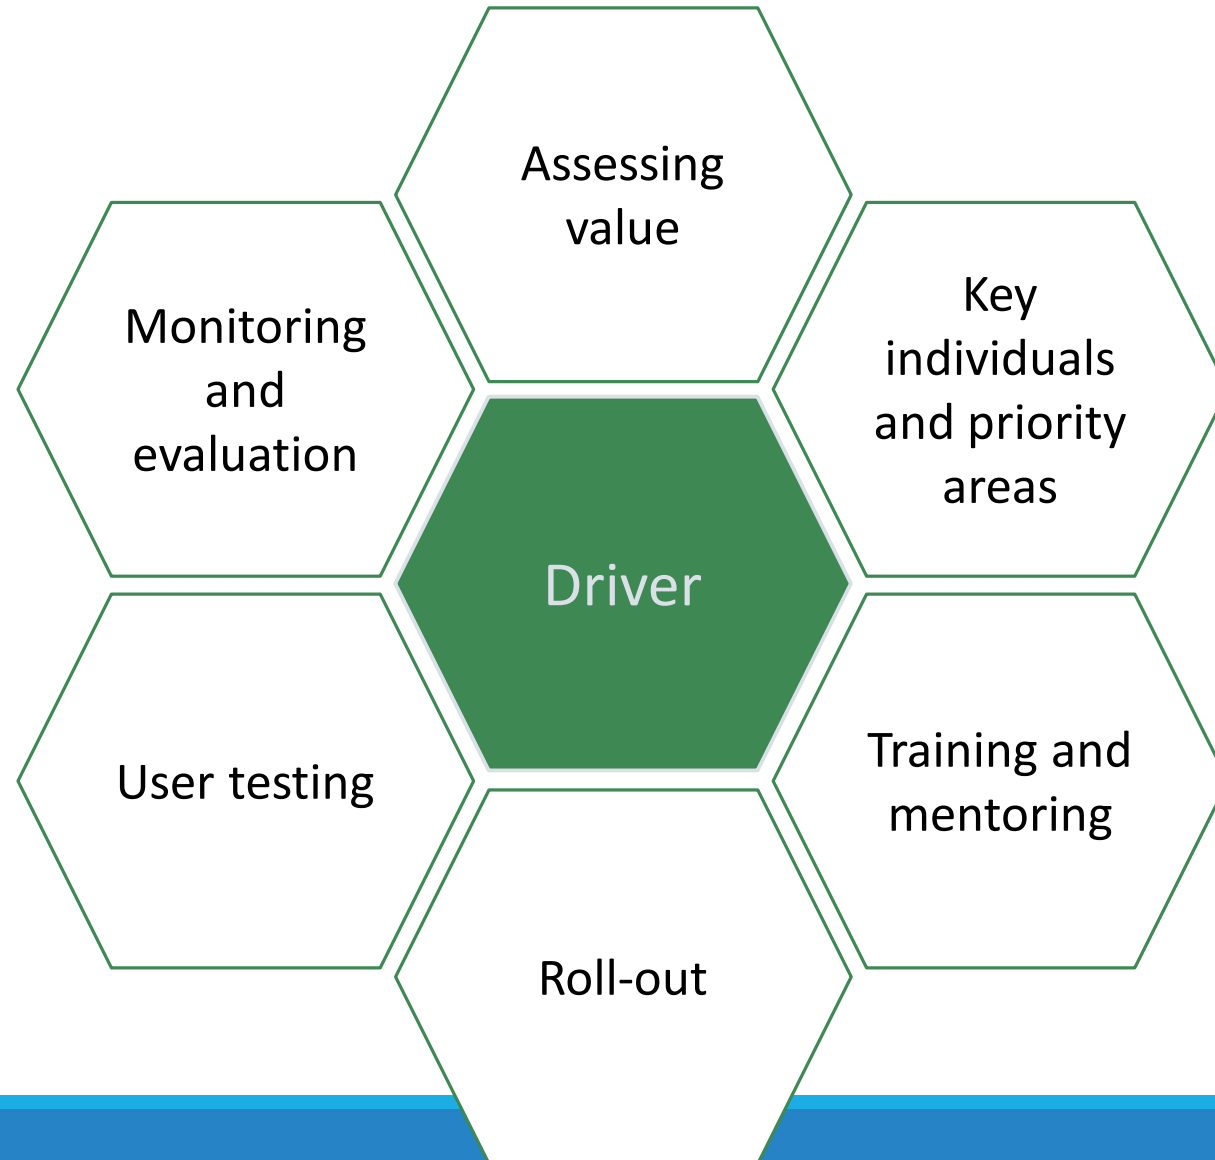 Assessing
value
Key
individuals
and priority
areas
Training and
mentoring
Roll-out
User testing
Monitoring
and
evaluation
Driver